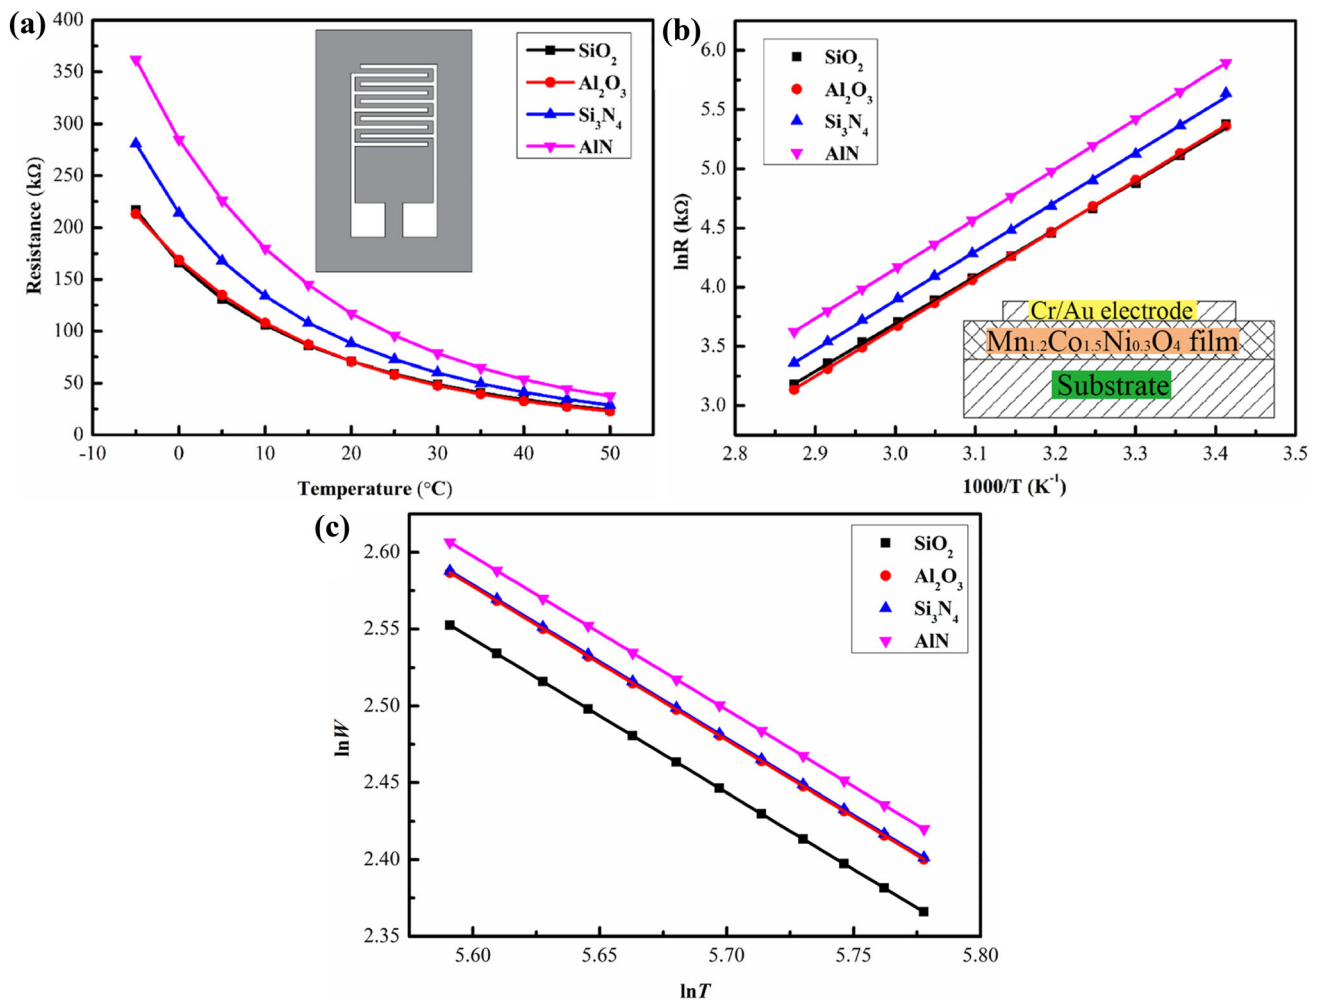 (a)
400
350
300
250
200
150
100
50
0
Resistance (kΩ)
-10 0 10 20 30 40 50
Temperature (°C)
SiO₂
Al₂O₃
Si₃N₄
AlN
(b)
6.0
5.5
5.0
4.5
4.0
3.5
3.0
lnR (kΩ)
2.8 2.9 3.0 3.1 3.2 3.3 3.4 3.5
1000/T (K⁻¹)
SiO₂
Al₂O₃
Si₃N₄
AlN
Cr/Au electrode
Mn₁.₂Co₁.₅Ni₀.₃O₄ film
Substrate
(c)
2.60
2.55
2.50
2.45
2.40
2.35
lnW
5.60 5.65 5.70 5.75 5.80
lnT
SiO₂
Al₂O₃
Si₃N₄
AlN